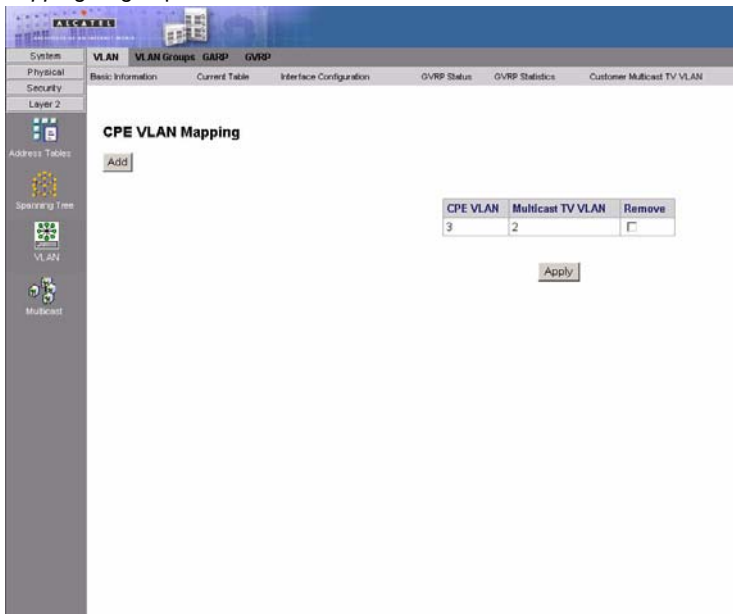 ALCATEL
System
Physical
Security
Layer 2
Address Tables
Spanning Tree
VLAN
Multicast
VLAN VLAN Groups GARP GVRP
Basic Information Current Table Interface Configuration GVRP Status GVRP Statistics Customer Multicast TV VLAN
CPE VLAN Mapping
Add
CPE VLAN Multicast TV VLAN Remove
3 2
Apply